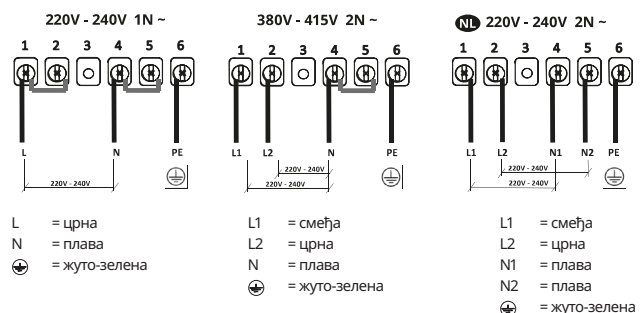 220V - 240V 1N ~
1 2 3 4 5 6
L N PE
220V - 240V
L = црна
N = плава
= жуто-зелена
380V - 415V 2N ~
1 2 3 4 5 6
L1 L2 N PE
220V - 240V
220V - 240V
L1 = смеђа
L2 = црна
N = плава
= жуто-зелена
NL 220V - 240V 2N ~
1 2 3 4 5 6
L1 L2 N1 N2 PE
220V - 240V
220V - 240V
L1 = смеђа
L2 = црна
N1 = плава
N2 = плава
= жуто-зелена